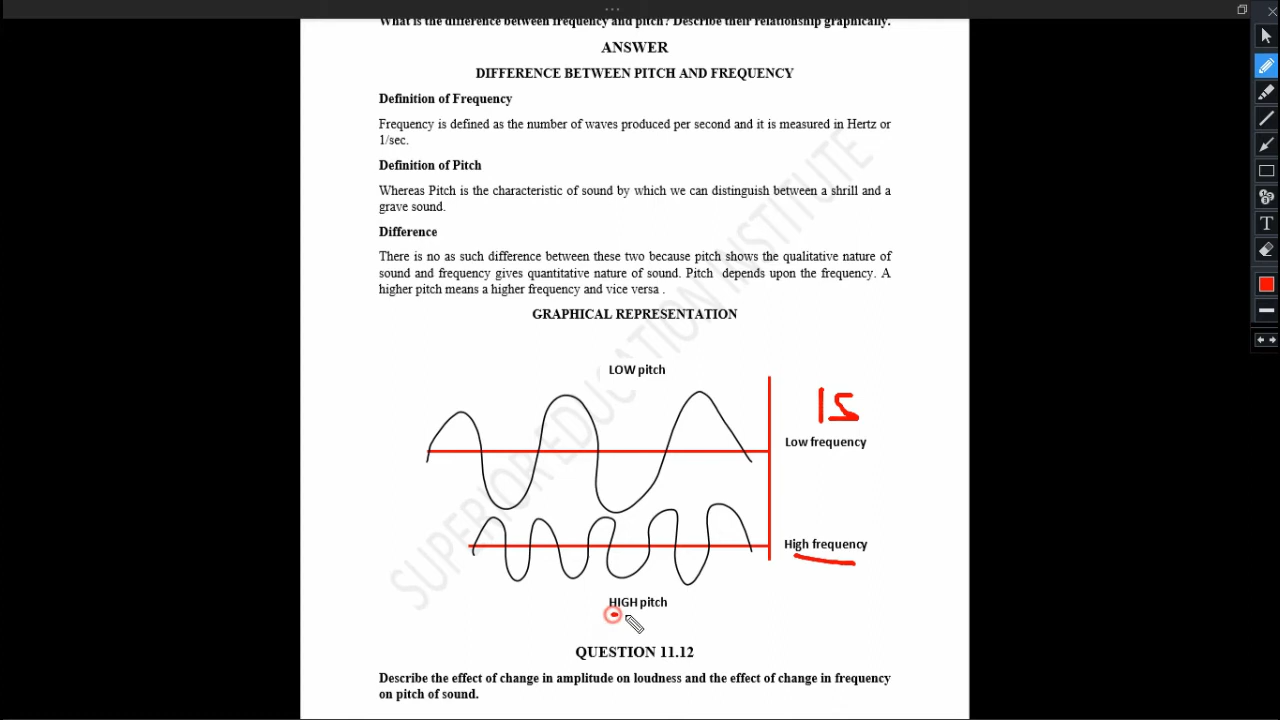 What is the difference between frequency and pitch? Describe their relationship graphically.
ANSWER
DIFFERENCE BETWEEN PITCH AND FREQUENCY
Definition of Frequency
Frequency is defined as the number of waves produced per second and it is measured in Hertz or
1/sec.
Definition of Pitch
Whereas Pitch is the characteristic of sound by which we can distinguish between a shrill and a
grave sound.
Difference
There is no as such difference between these two because pitch shows the qualitative nature of
sound and frequency gives quantitative nature of sound. Pitch depends upon the frequency. A
higher pitch means a higher frequency and vice versa .
GRAPHICAL REPRESENTATION
LOW pitch
Low frequency
High frequency
HIGH pitch
QUESTION 11.12
Describe the effect of change in amplitude on loudness and the effect of change in frequency
on pitch of sound.
SUPERIOR EDUCATION INSTITUTE